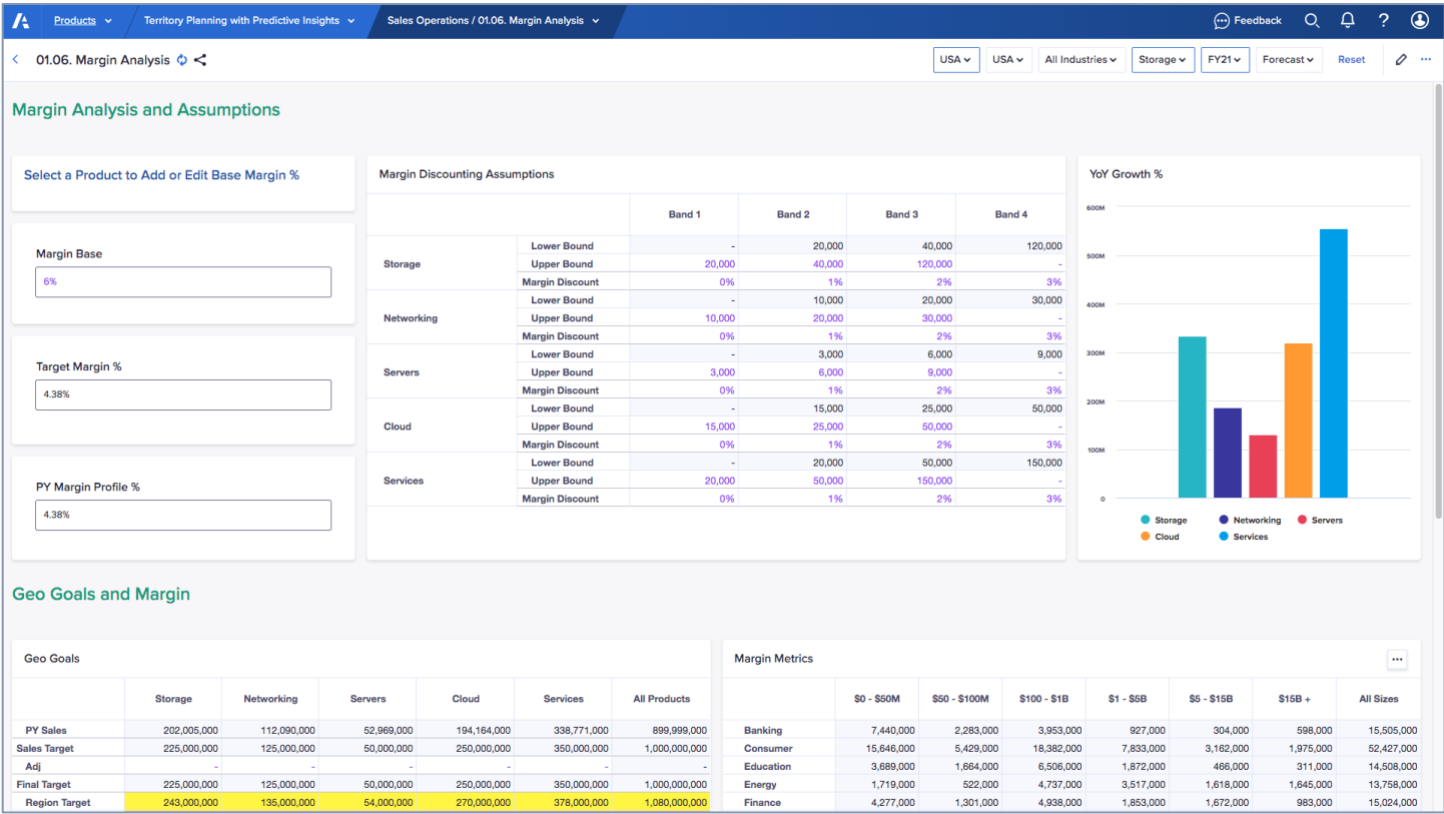 Products Territory Planning with Predictive Insights Sales Operations / 01.06. Margin Analysis Feedback
01.06. Margin Analysis USA USA All Industries Storage FY21 Forecast Reset
Margin Analysis and Assumptions
Select a Product to Add or Edit Base Margin %
Margin Base
6%
Target Margin %
4.38%
PY Margin Profile %
4.38%
Margin Discounting Assumptions
Band 1 Band 2 Band 3 Band 4
Storage
Lower Bound - 20,000 40,000 120,000
Upper Bound 20,000 40,000 120,000 -
Margin Discount 0% 1% 2% 3%
Networking
Lower Bound - 10,000 20,000 30,000
Upper Bound 10,000 20,000 30,000 -
Margin Discount 0% 1% 2% 3%
Servers
Lower Bound - 3,000 6,000 9,000
Upper Bound 3,000 6,000 9,000 -
Margin Discount 0% 1% 2% 3%
Cloud
Lower Bound - 15,000 25,000 50,000
Upper Bound 15,000 25,000 50,000 -
Margin Discount 0% 1% 2% 3%
Services
Lower Bound - 20,000 50,000 150,000
Upper Bound 20,000 50,000 150,000 -
Margin Discount 0% 1% 2% 3%
YoY Growth %
600M
500M
400M
300M
200M
100M
0
Storage Networking Servers
Cloud Services
Geo Goals and Margin
Geo Goals
Storage Networking Servers Cloud Services All Products
PY Sales 202,005,000 112,090,000 52,969,000 194,164,000 338,771,000 899,999,000
Sales Target 225,000,000 125,000,000 50,000,000 250,000,000 350,000,000 1,000,000,000
Adj - - - - - -
Final Target 225,000,000 125,000,000 50,000,000 250,000,000 350,000,000 1,000,000,000
Region Target 243,000,000 135,000,000 54,000,000 270,000,000 378,000,000 1,080,000,000
Margin Metrics
$0 - $50M $50 - $100M $100 - $1B $1 - $5B $5 - $15B $15B + All Sizes
Banking 7,440,000 2,283,000 3,953,000 927,000 304,000 598,000 15,505,000
Consumer 15,646,000 5,429,000 18,382,000 7,833,000 3,162,000 1,975,000 52,427,000
Education 3,689,000 1,664,000 6,506,000 1,872,000 466,000 311,000 14,508,000
Energy 1,719,000 522,000 4,737,000 3,517,000 1,618,000 1,645,000 13,758,000
Finance 4,277,000 1,301,000 4,938,000 1,853,000 1,672,000 983,000 15,024,000